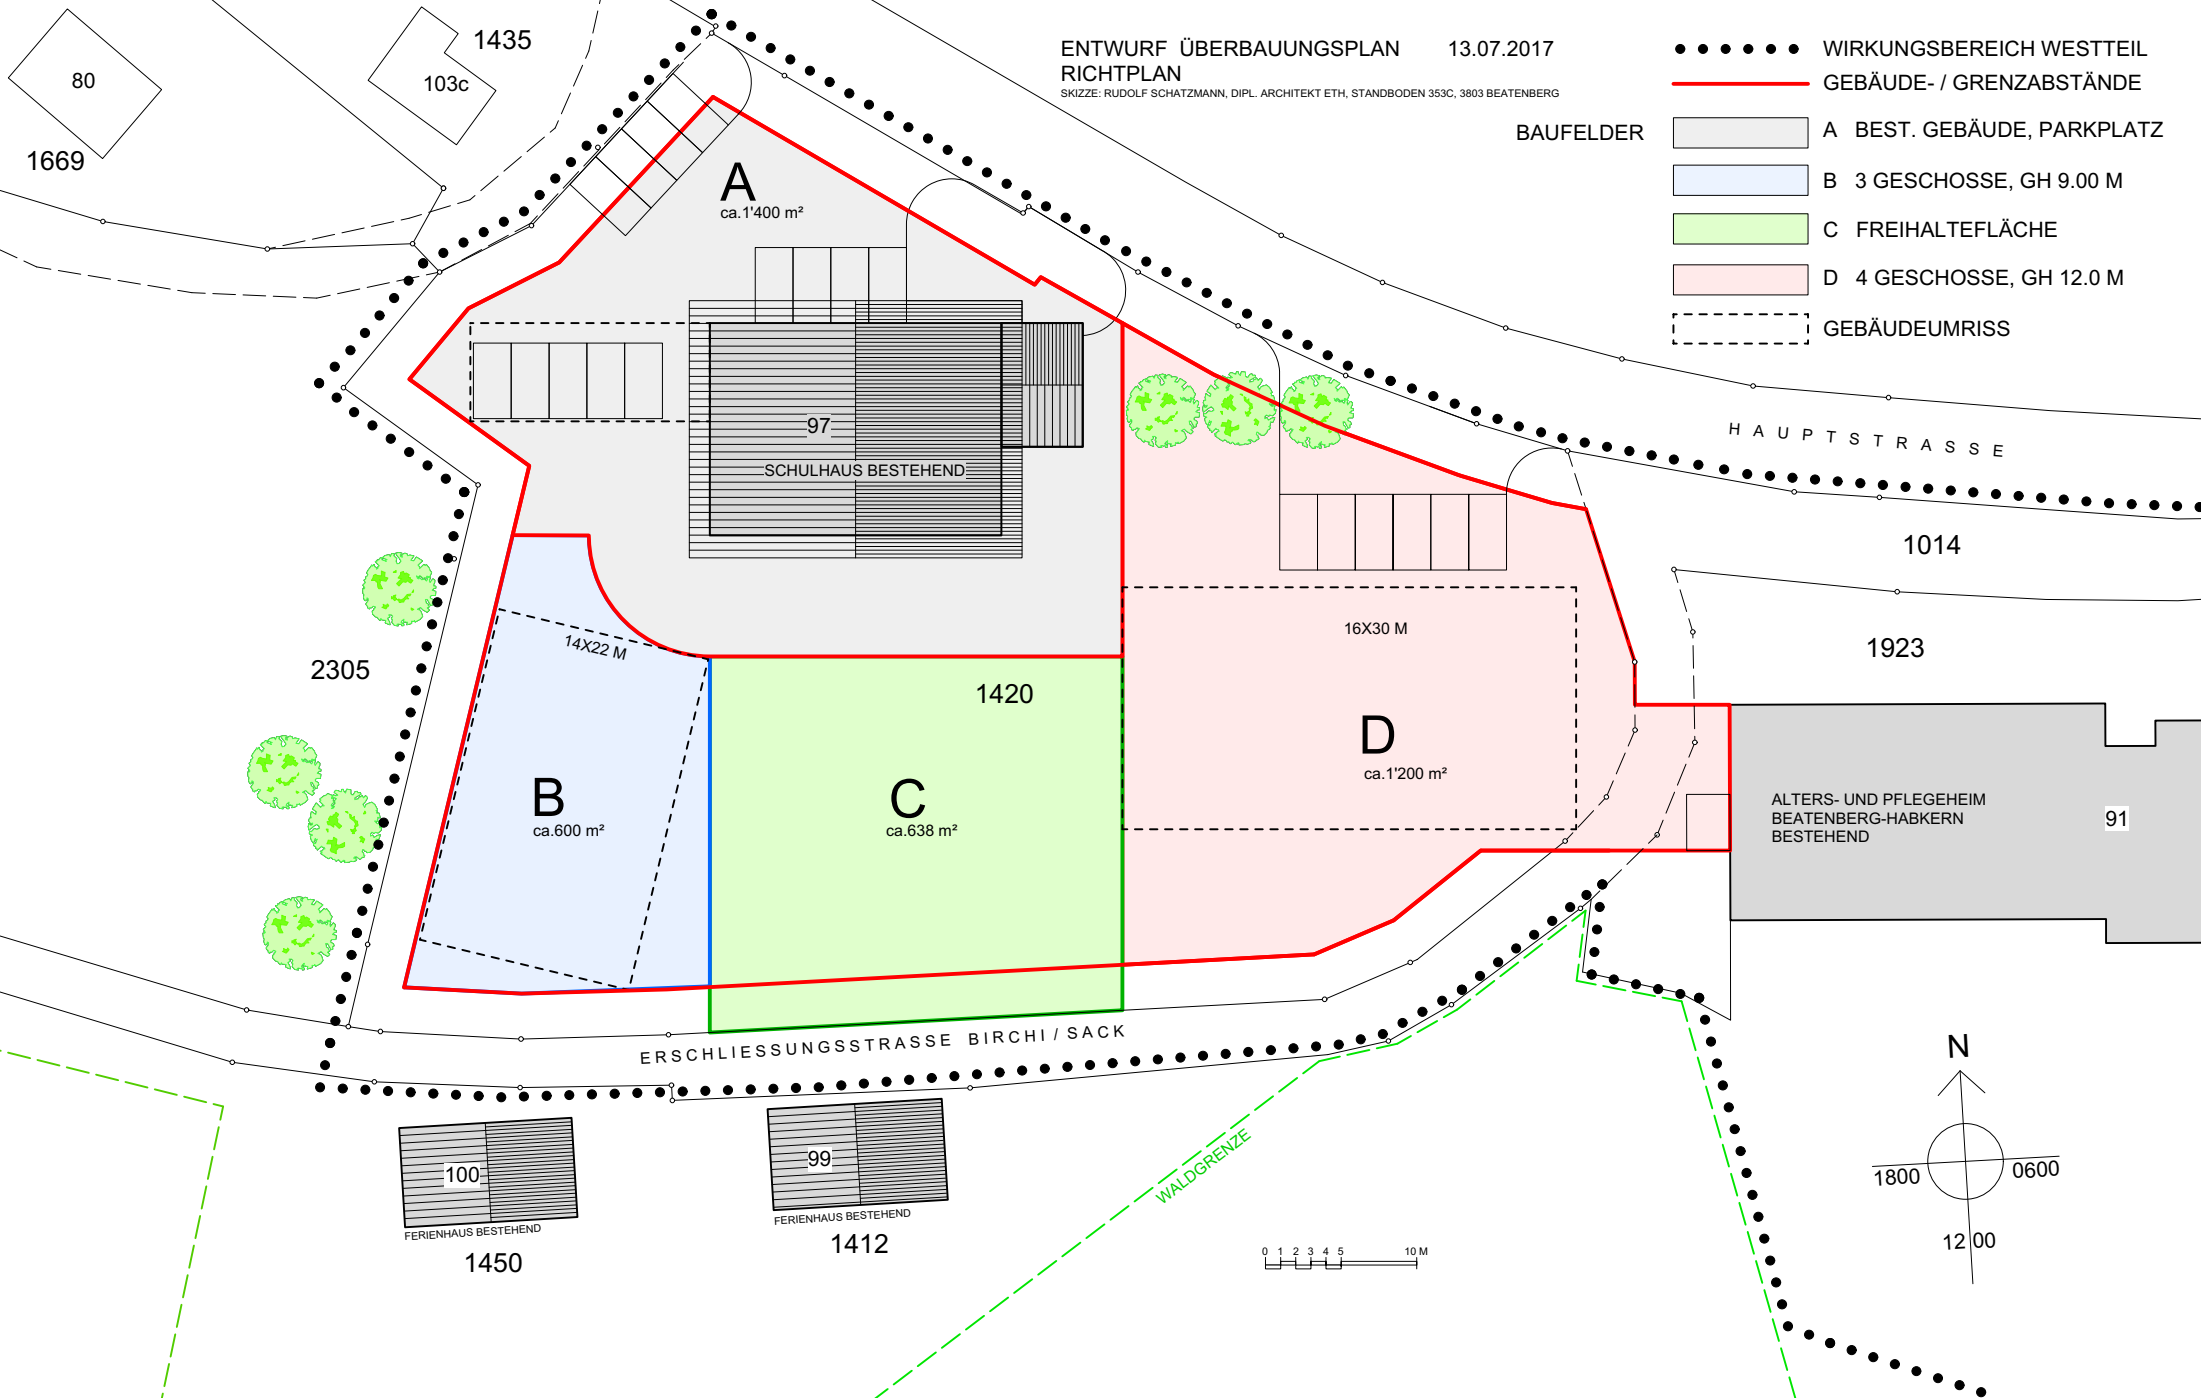 ENTWURF ÜBERBAUUNGSPLAN 13.07.2017
RICHTPLAN
SKIZZE: RUDOLF SCHATZMANN, DIPL. ARCHITEKT ETH, STANDBODEN 353C, 3803 BEATENBERG
WIRKUNGSBEREICH WESTTEIL
GEBÄUDE- / GRENZABSTÄNDE
BAUFELDER
A BEST. GEBÄUDE, PARKPLATZ
B 3 GESCHOSSE, GH 9.00 M
C FREIHALTEFLÄCHE
D 4 GESCHOSSE, GH 12.0 M
GEBÄUDEUMRISS
1435
80
103c
1669
A
ca.1'400 m²
97
SCHULHAUS BESTEHEND
HAUPTSTRASSE
1014
1923
2305
14X22 M
16X30 M
1420
D
ca.1'200 m²
B
ca.600 m²
C
ca.638 m²
ALTERS- UND PFLEGEHEIM
BEATENBERG-HABKERN
BESTEHEND
91
ERSCHLIESSUNGSSTRASSE BIRCHI / SACK
WALDGRENZE
100
FERIENHAUS BESTEHEND
1450
99
FERIENHAUS BESTEHEND
1412
0 1 2 3 4 5 10 M
N
1800
0600
12 00